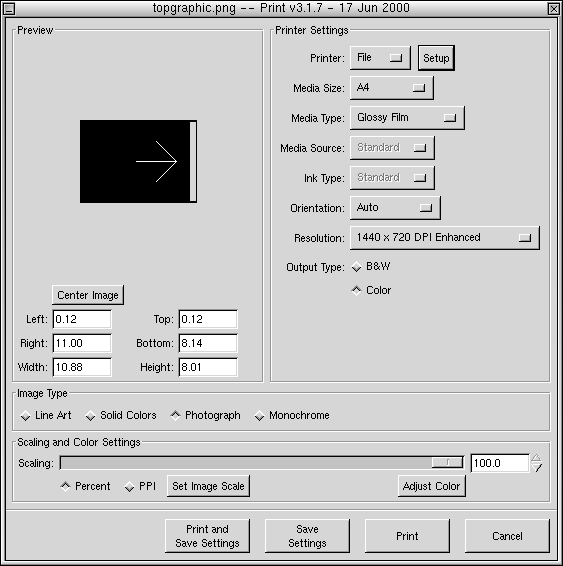 topgraphic.png -- Print v3.1.7 - 17 Jun 2000
Preview
Center Image
Left: 0.12 Top: 0.12
Right: 11.00 Bottom: 8.14
Width: 10.88 Height: 8.01
Printer Settings
Printer: File Setup
Media Size: A4
Media Type: Glossy Film
Media Source: Standard
Ink Type: Standard
Orientation: Auto
Resolution: 1440 x 720 DPI Enhanced
Output Type: B&W
Color
Image Type
Line Art Solid Colors Photograph Monochrome
Scaling and Color Settings
Scaling: 100.0
Percent PPI Set Image Scale Adjust Color
Print and
Save Settings
Save
Settings
Print
Cancel